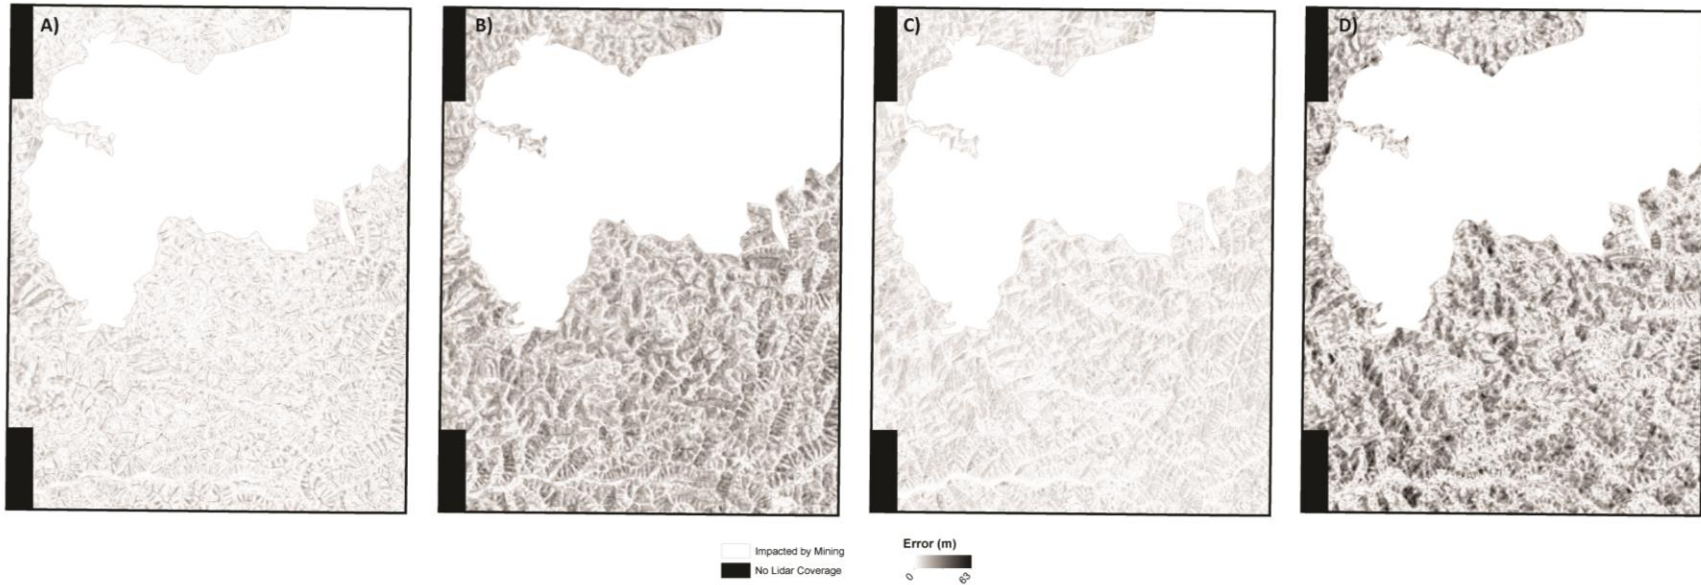 A)
B)
C)
D)
Impacted by Mining
No Lidar Coverage
Error (m)
0
63